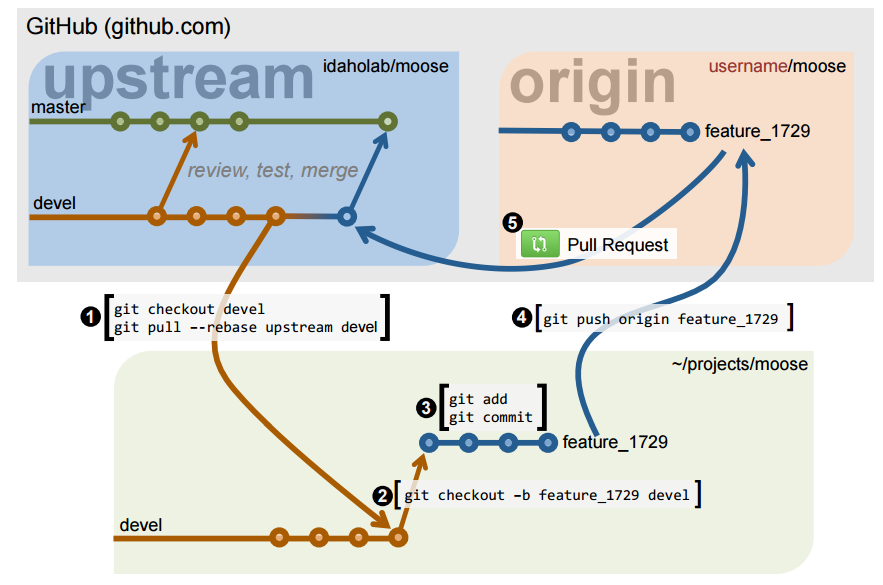 GitHub (github.com)
upstream
idaholab/moose
master
review, test, merge
devel
origin
username/moose
feature_1729
5
Pull Request
1
git checkout devel
git pull --rebase upstream devel
4
git push origin feature_1729
~/projects/moose
3
git add
git commit
feature_1729
2
git checkout -b feature_1729 devel
devel